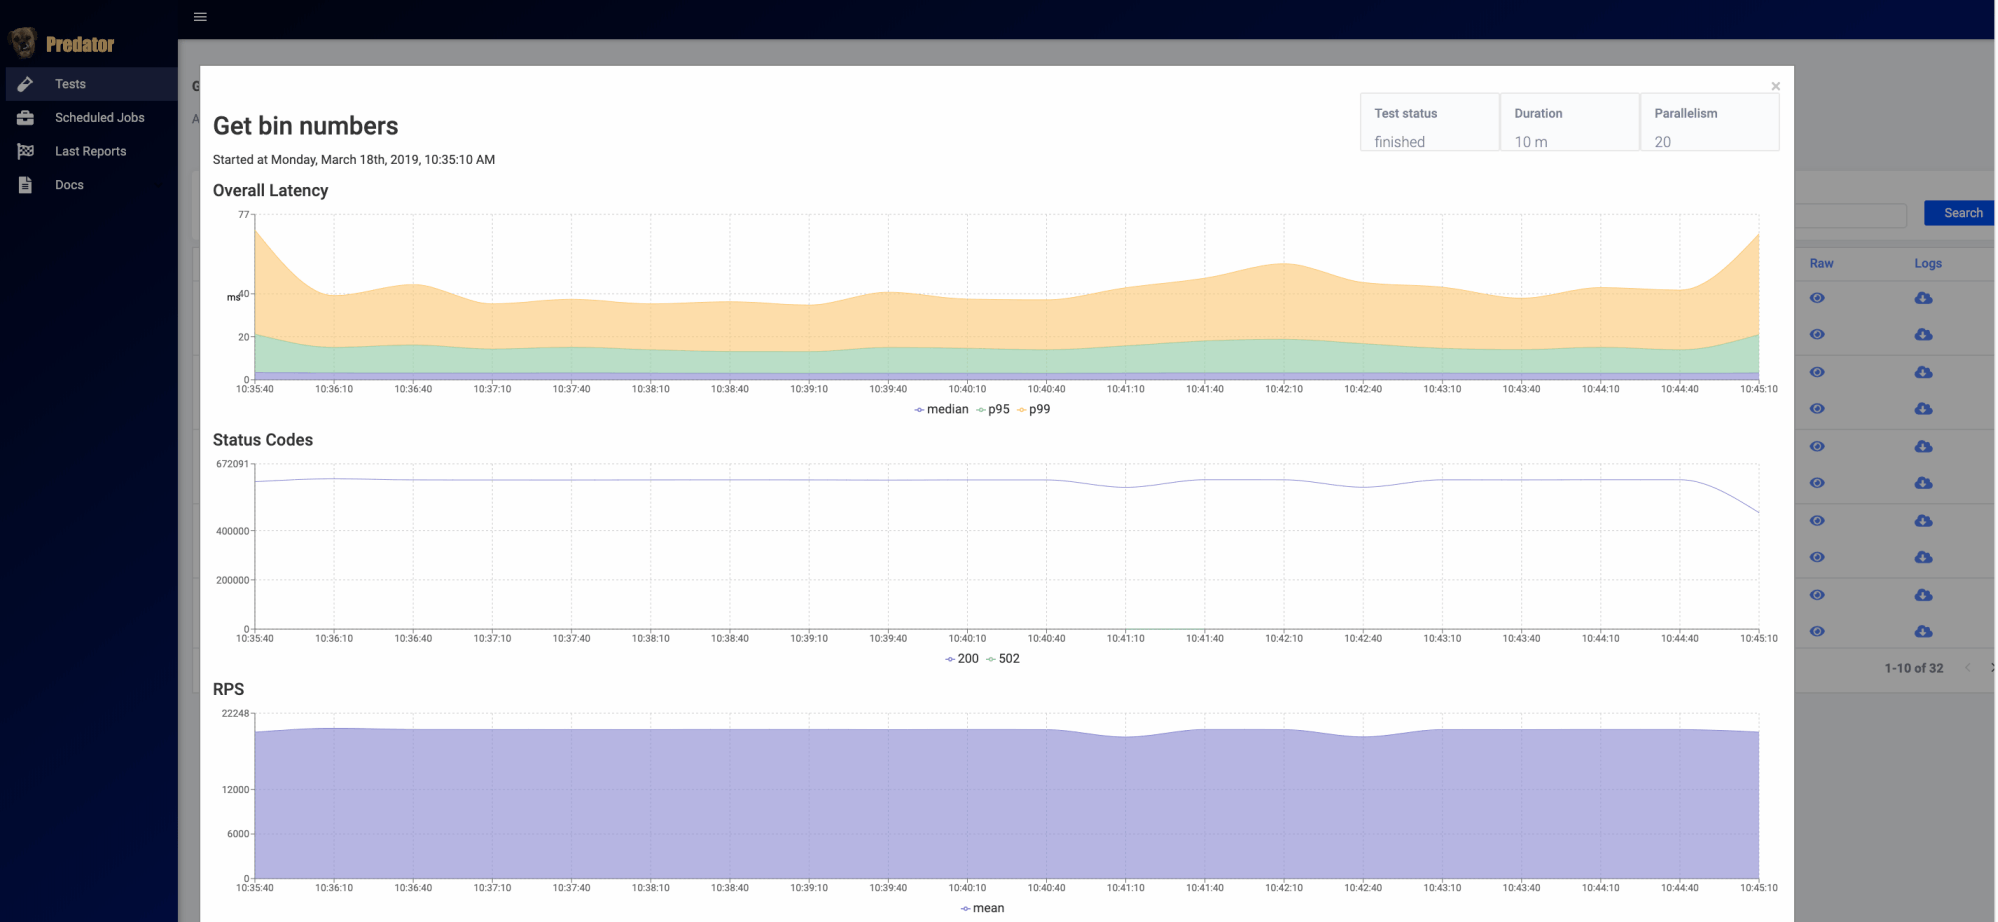 Predator
Tests
Scheduled Jobs
Last Reports
Docs
G
A
×
Get bin numbers
Started at Monday, March 18th, 2019, 10:35:10 AM
Test status
finished
Duration
10 m
Parallelism
20
Overall Latency
77
40
20
0
ms
10:35:40 10:36:10 10:36:40 10:37:10 10:37:40 10:38:10 10:38:40 10:39:10 10:39:40 10:40:10 10:40:40 10:41:10 10:41:40 10:42:10 10:42:40 10:43:10 10:43:40 10:44:10 10:44:40 10:45:10
median p95 p99
Status Codes
672091
400000
200000
0
10:35:40 10:36:10 10:36:40 10:37:10 10:37:40 10:38:10 10:38:40 10:39:10 10:39:40 10:40:10 10:40:40 10:41:10 10:41:40 10:42:10 10:42:40 10:43:10 10:43:40 10:44:10 10:44:40 10:45:10
200 502
RPS
22248
12000
6000
0
10:35:40 10:36:10 10:36:40 10:37:10 10:37:40 10:38:10 10:38:40 10:39:10 10:39:40 10:40:10 10:40:40 10:41:10 10:41:40 10:42:10 10:42:40 10:43:10 10:43:40 10:44:10 10:44:40 10:45:10
mean
Search
Raw Logs
1-10 of 32